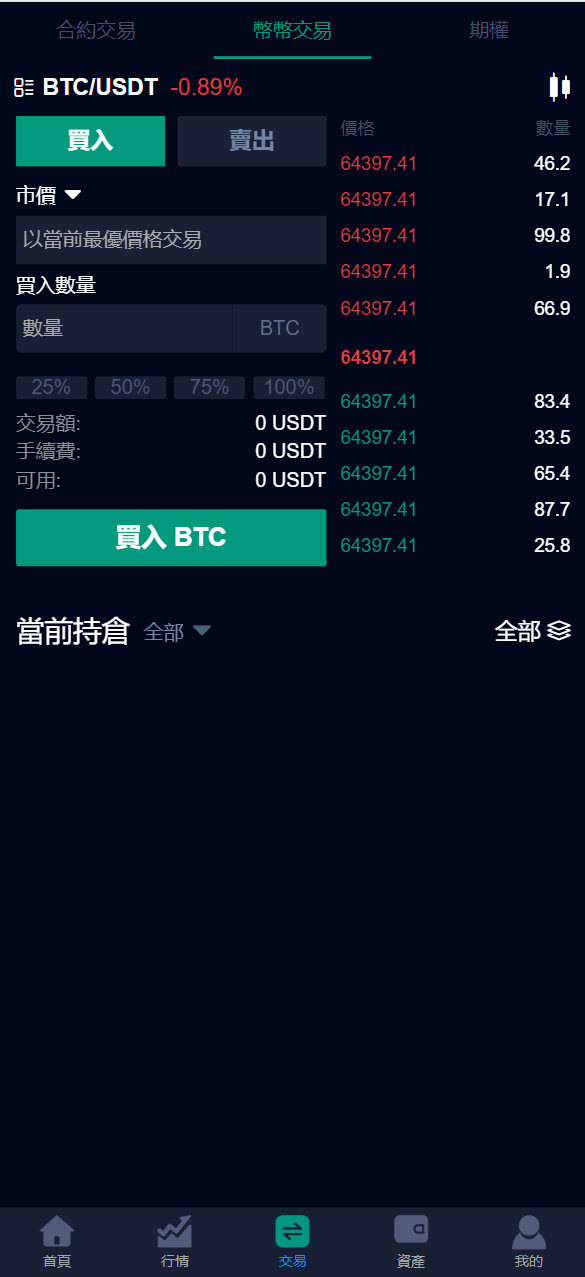 合約交易 幣幣交易 期權
BTC/USDT -0.89%
買入 賣出
市價
以當前最優價格交易
買入數量
數量 BTC
25% 50% 75% 100%
交易額: 0 USDT
手續費: 0 USDT
可用: 0 USDT
買入 BTC
價格 數量
64397.41 46.2
64397.41 17.1
64397.41 99.8
64397.41 1.9
64397.41 66.9
64397.41
64397.41 83.4
64397.41 33.5
64397.41 65.4
64397.41 87.7
64397.41 25.8
當前持倉 全部 全部
首頁 行情 交易 資產 我的